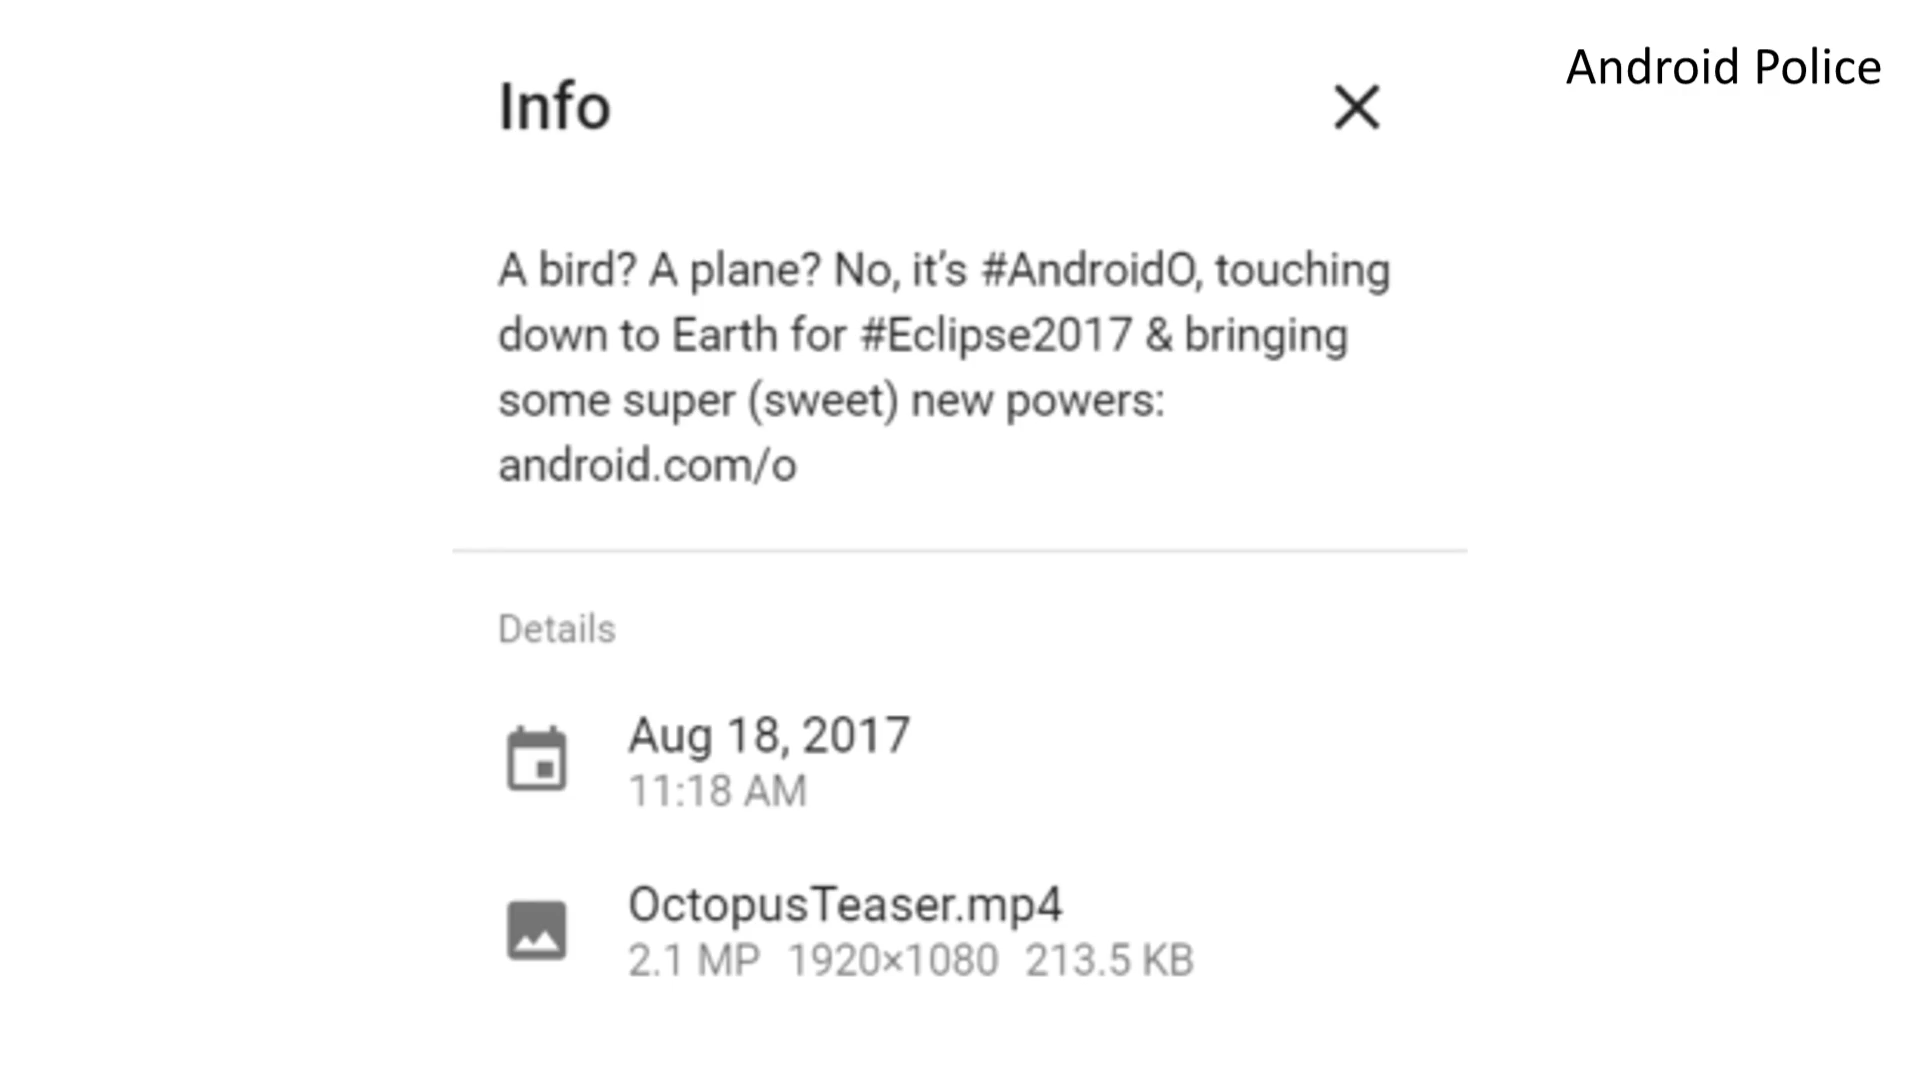 Android Police
Info
A bird? A plane? No, it’s #AndroidO, touching
down to Earth for #Eclipse2017 & bringing
some super (sweet) new powers:
android.com/o
Details
Aug 18, 2017
11:18 AM
OctopusTeaser.mp4
2.1 MP 1920×1080 213.5 KB